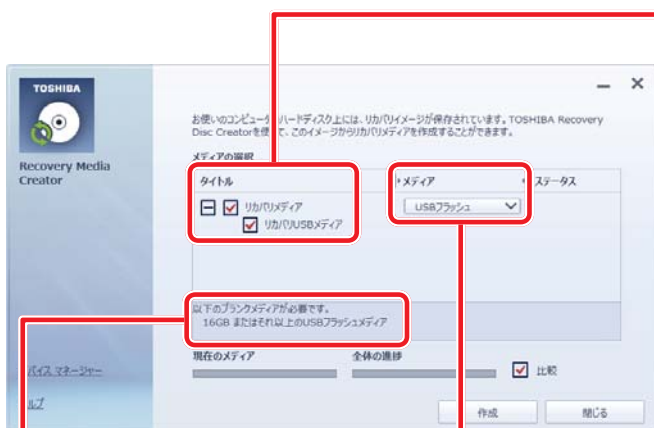 TOSHIBA
Recovery Media
Creator
お使いのコンピュータ ハードディスク上には、リカバリイメージが保存されています。TOSHIBA Recovery
Disc Creatorを使 て、このイメージからリカバリメディアを作成することができます。
メディアの選択
タイトル メディア ステータス
リカバリメディア USBフラッシュ
リカバリUSBメディア
以下のブランクメディアが必要です。
16GB またはそれ以上のUSBフラッシュメディア
現在のメディア 全体の進捗
比較
バイス マネージャー
ルプ
作成 閉じる